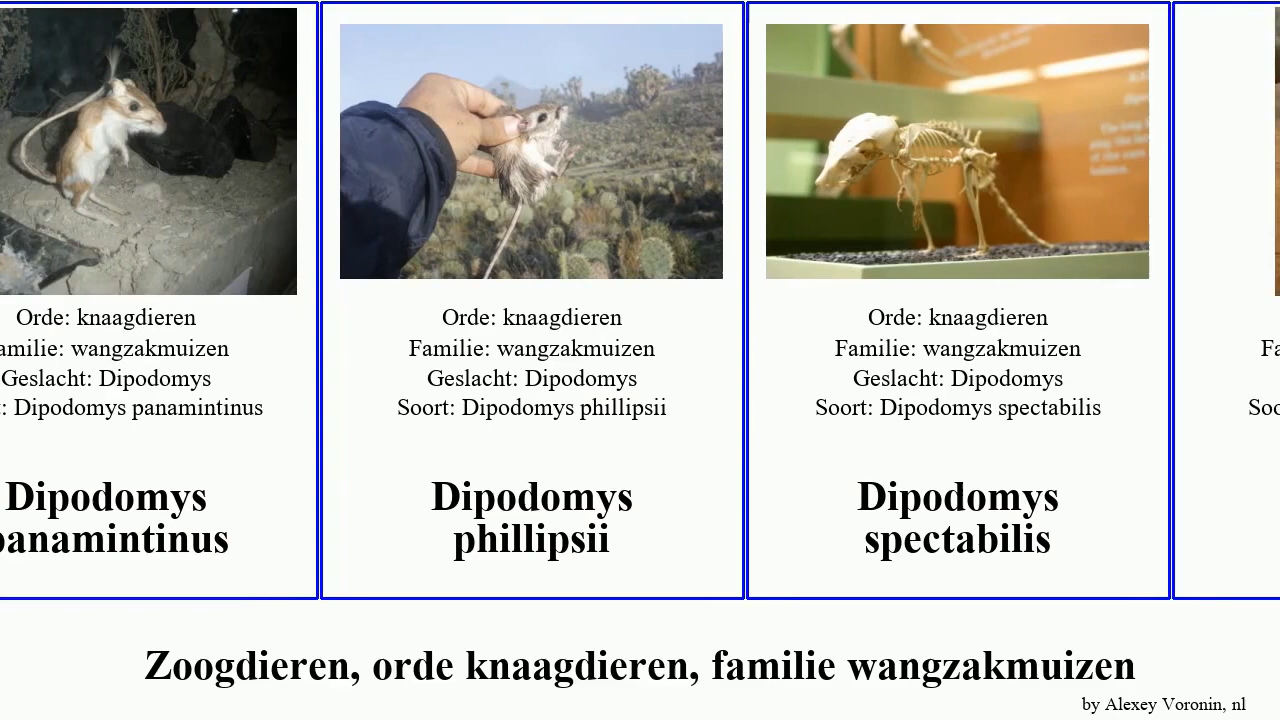 Orde: knaagdieren
amilie: wangzakmuizen
Geslacht: Dipodomys
: Dipodomys panamintinus
Dipodomys
panamintinus
Orde: knaagdieren
Familie: wangzakmuizen
Geslacht: Dipodomys
Soort: Dipodomys phillipsii
Dipodomys
phillipsii
Orde: knaagdieren
Familie: wangzakmuizen
Geslacht: Dipodomys
Soort: Dipodomys spectabilis
Dipodomys
spectabilis
Fa
Soo
Zoogdieren, orde knaagdieren, familie wangzakmuizen
by Alexey Voronin, nl